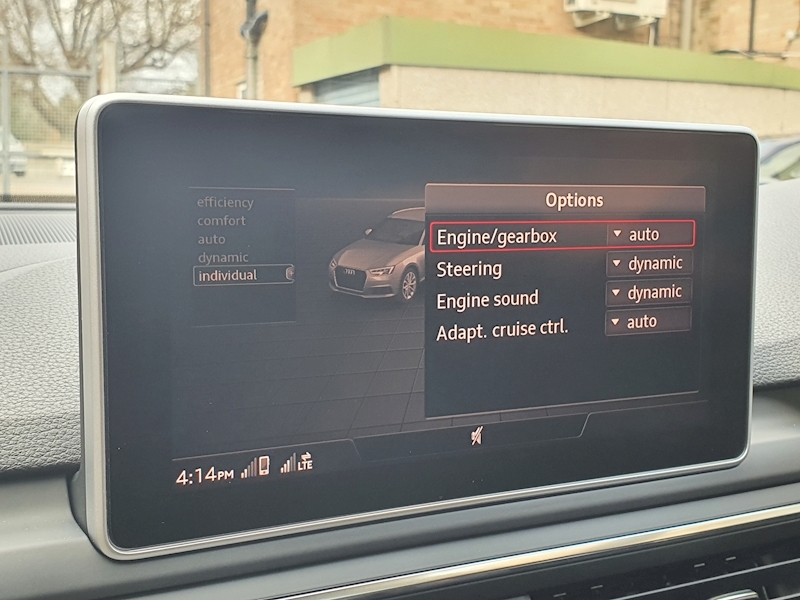 efficiency
comfort
auto
dynamic
individual
Options
Engine/gearbox auto
Steering dynamic
Engine sound dynamic
Adapt. cruise ctrl. auto
4:14PM LTE